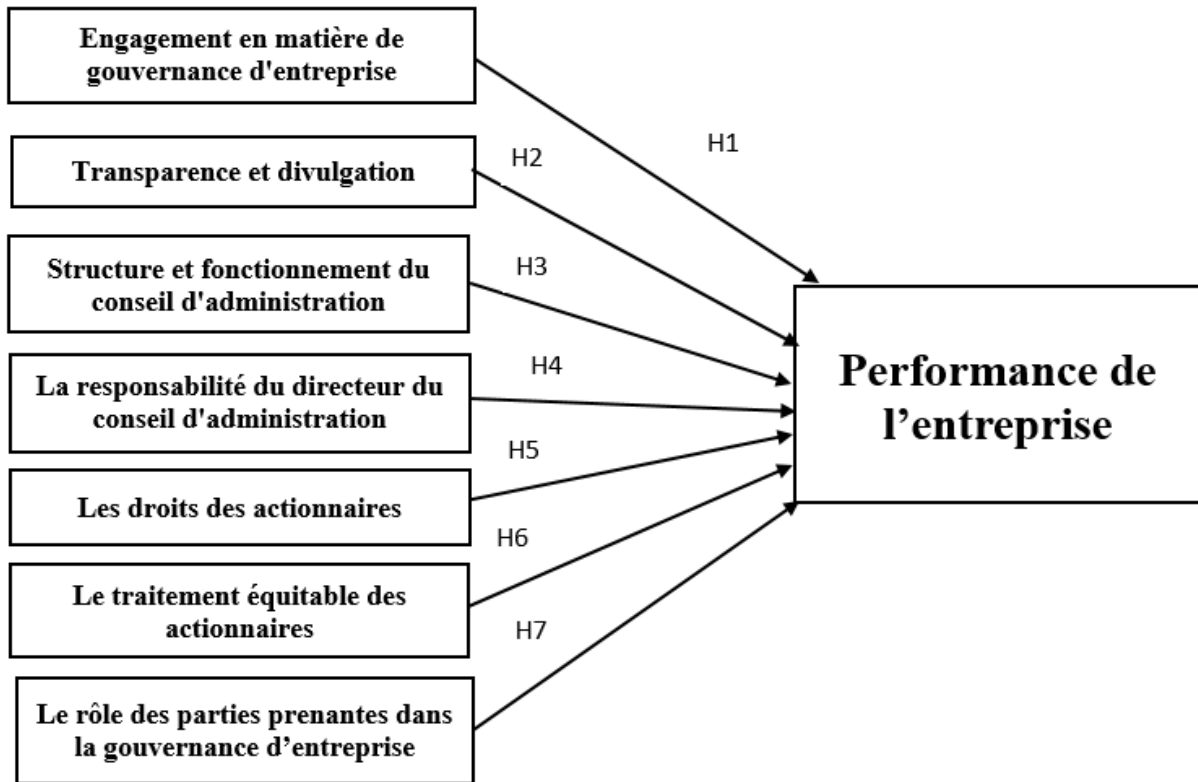 Engagement en matière de
gouvernance d'entreprise
H1
Transparence et divulgation
H2
Structure et fonctionnement du
conseil d'administration
H3
La responsabilité du directeur du
conseil d'administration
H4
Performance de
l’entreprise
Les droits des actionnaires
H5
Le traitement équitable des
actionnaires
H6
Le rôle des parties prenantes dans
la gouvernance d’entreprise
H7